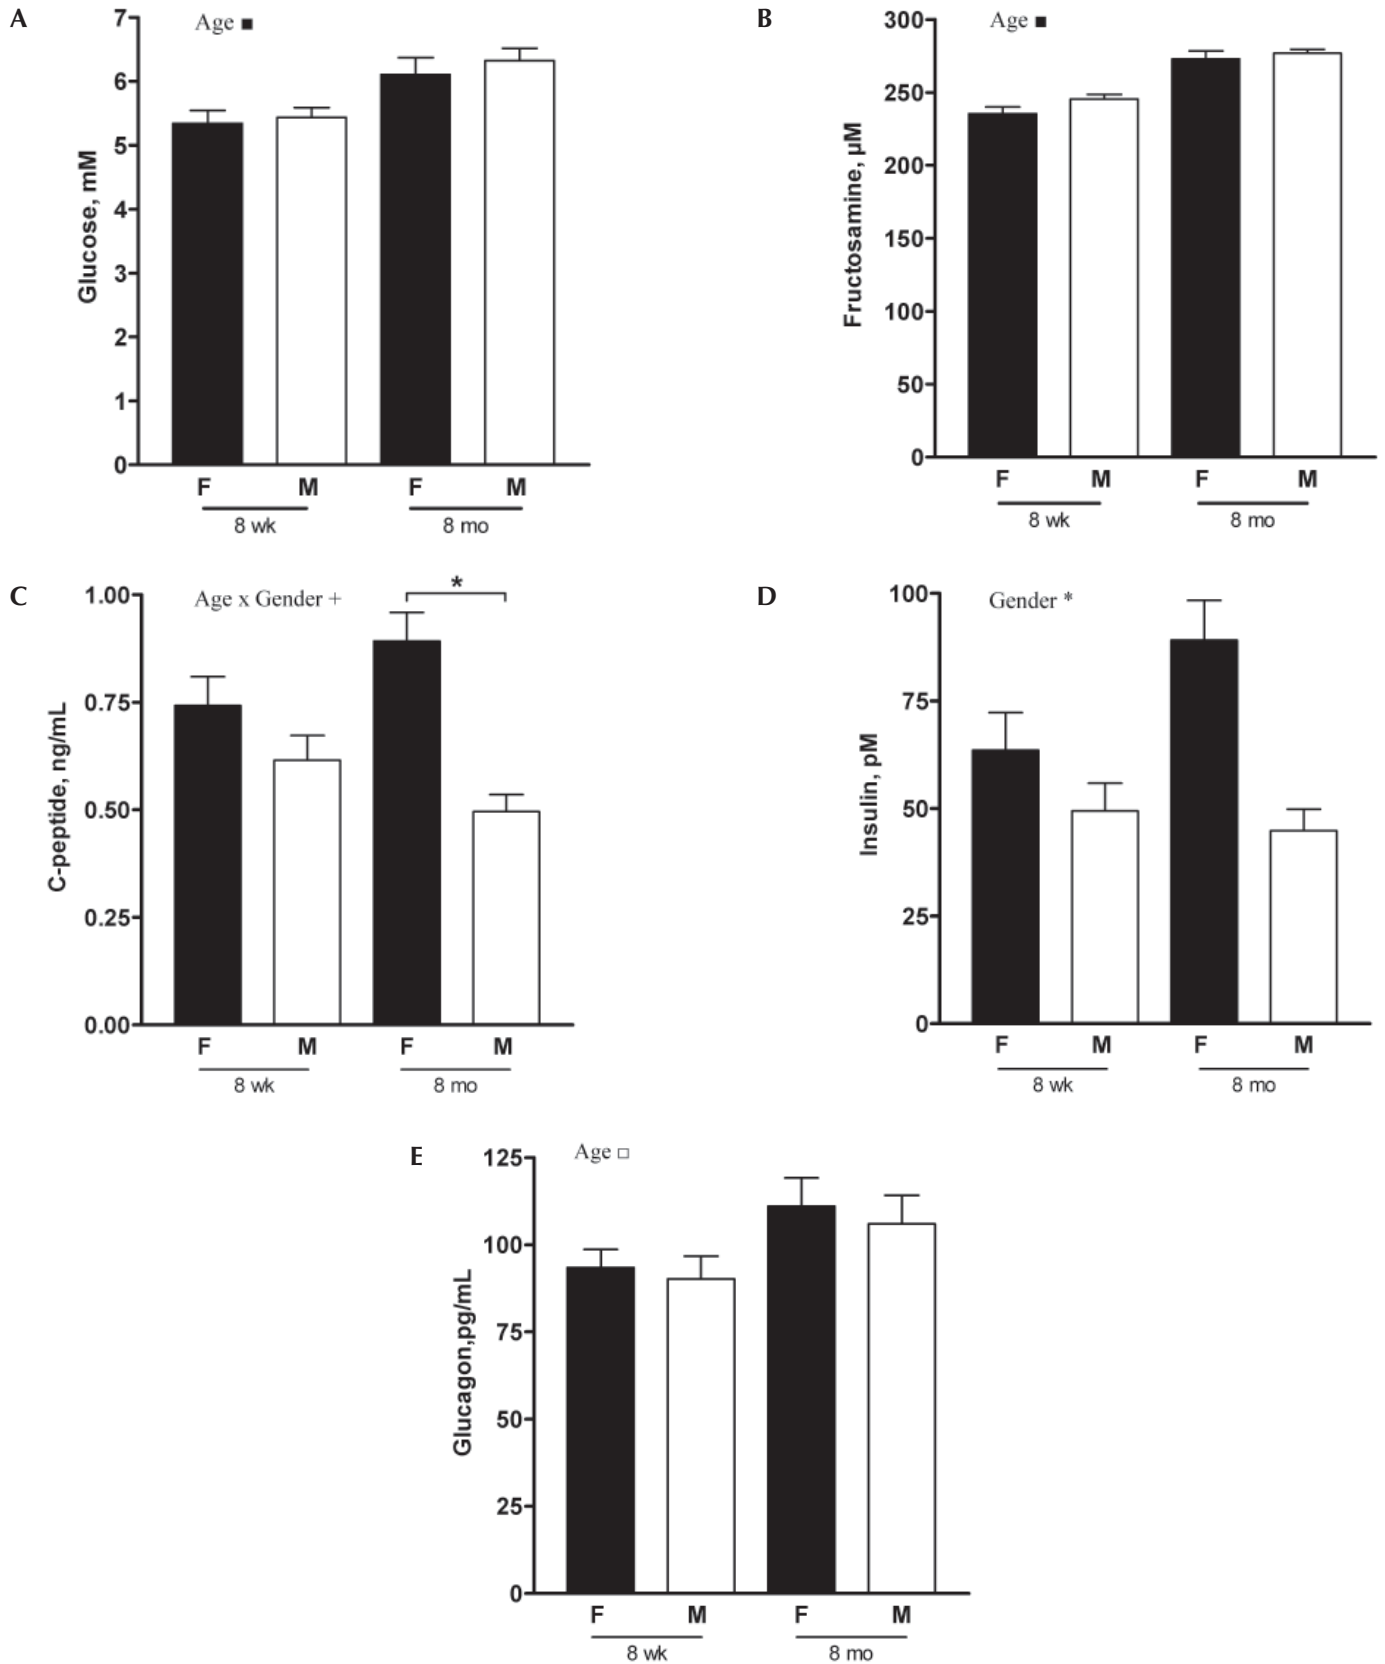 A
Age ■
Glucose, mM
7
6
5
4
3
2
1
0
F M F M
8 wk 8 mo
B
Age ■
Fructosamine, µM
300
250
200
150
100
50
0
F M F M
8 wk 8 mo
C
Age x Gender +
*
C-peptide, ng/mL
1.00
0.75
0.50
0.25
0.00
F M F M
8 wk 8 mo
D
Gender *
Insulin, pM
100
75
50
25
0
F M F M
8 wk 8 mo
E
Age □
Glucagon,pg/mL
125
100
75
50
25
0
F M F M
8 wk 8 mo